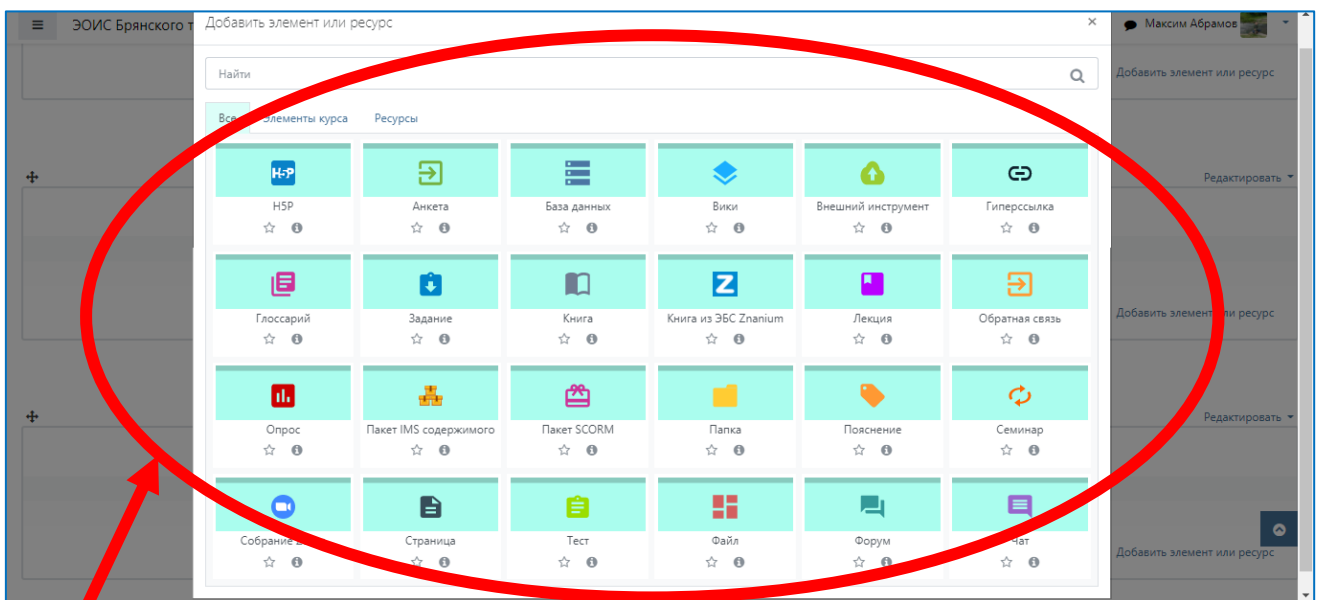 ЭОИС Брянского т
Добавить элемент или ресурс
×
Максим Абрамов
Найти
Добавить элемент или ресурс
Все Элементы курса Ресурсы
H5P
H5P Анкета База данных Вики Внешний инструмент Гиперссылка
Редактировать
Z
Глоссарий Задание Книга Книга из ЭБС Znanium Лекция Обратная связь
Добавить элемент или ресурс
Опрос Пакет IMS содержимого Пакет SCORM Папка Пояснение Семинар
Редактировать
Собрание Страница Тест Файл Форум Чат
Добавить элемент или ресурс